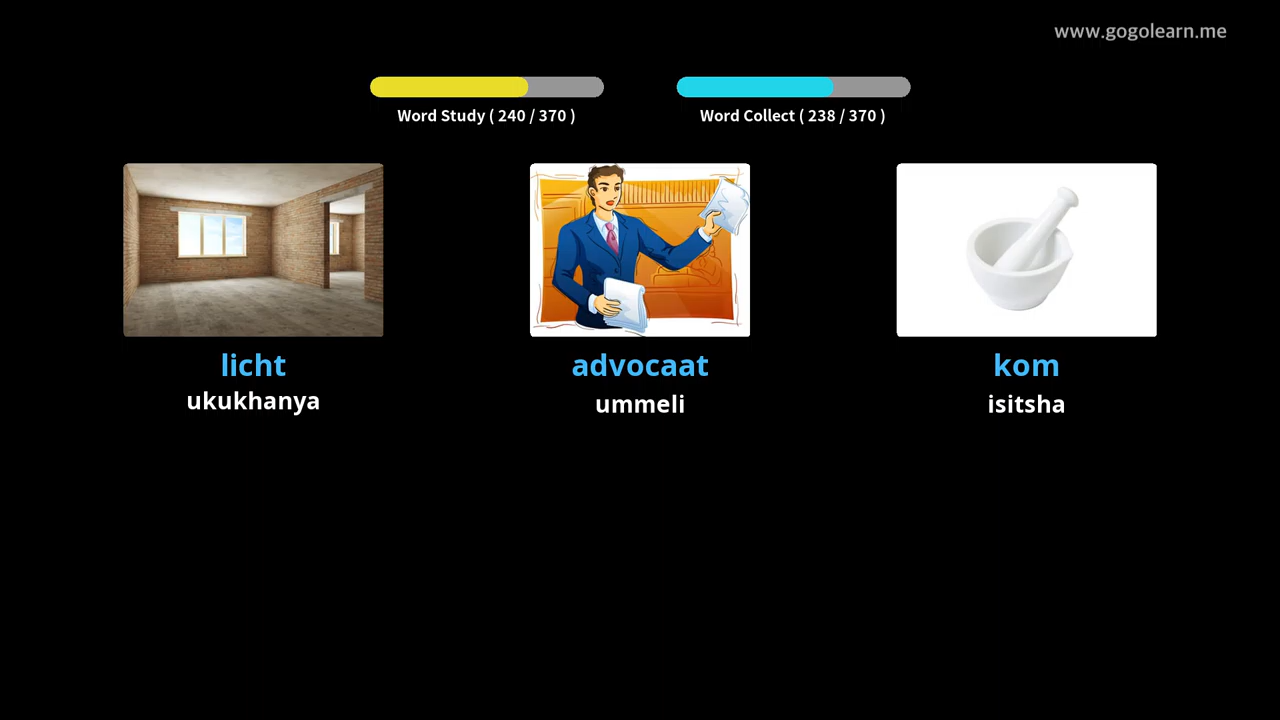 www.gogolearn.me
Word Study ( 240 / 370 )
Word Collect ( 238 / 370 )
licht
ukukhanya
advocaat
ummeli
kom
isitsha